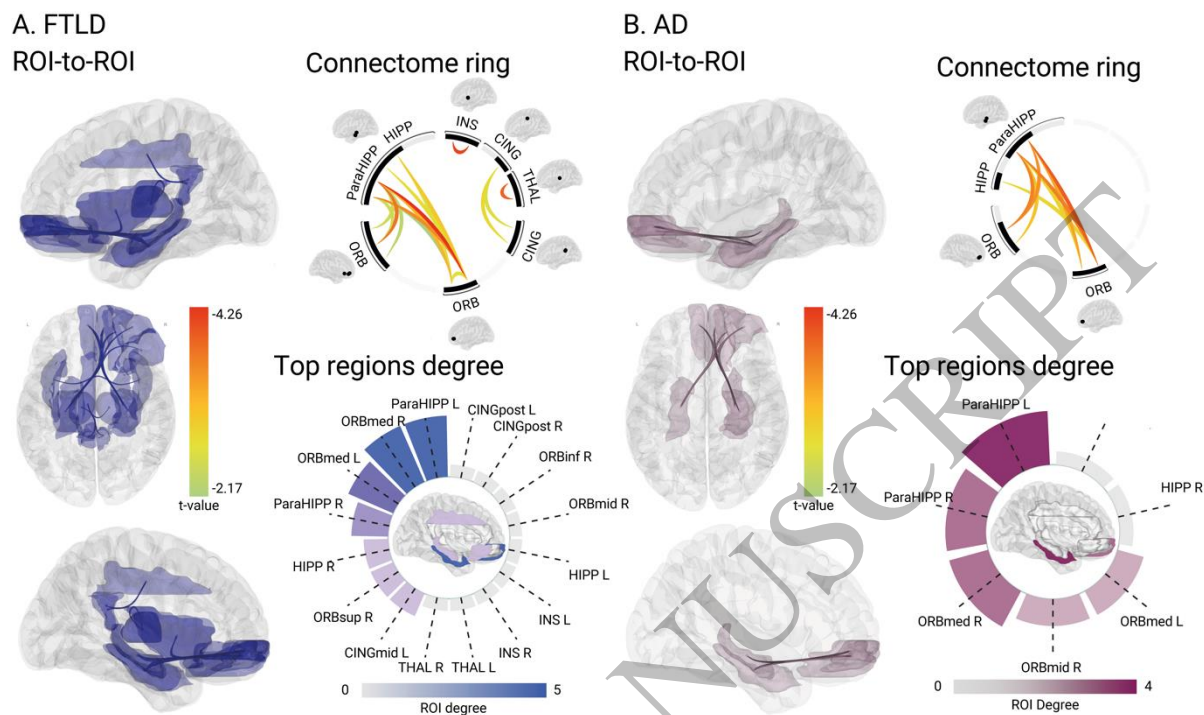 A. FTLD
ROI-to-ROI
Connectome ring
INS
CING
THAL
CING
ORB
ORB
ParaHIPP
HIPP
L
-4.26
-2.17
t-value
Top regions degree
ParaHIPP L
CINGpost L
CINGpost R
ORBinf R
ORBmid R
HIPP L
INS L
INS R
THAL L
THAL R
CINGmid L
ORBsup R
HIPP R
ParaHIPP R
ORBmed L
ORBmed R
0
5
ROI degree
B. AD
ROI-to-ROI
Connectome ring
ParaHIPP
HIPP
ORB
ORB
-4.26
-2.17
t-value
Top regions degree
ParaHIPP L
HIPP R
ORBmed L
ORBmid R
ORBmed R
ParaHIPP R
0
4
ROI Degree
NUSCRIPT